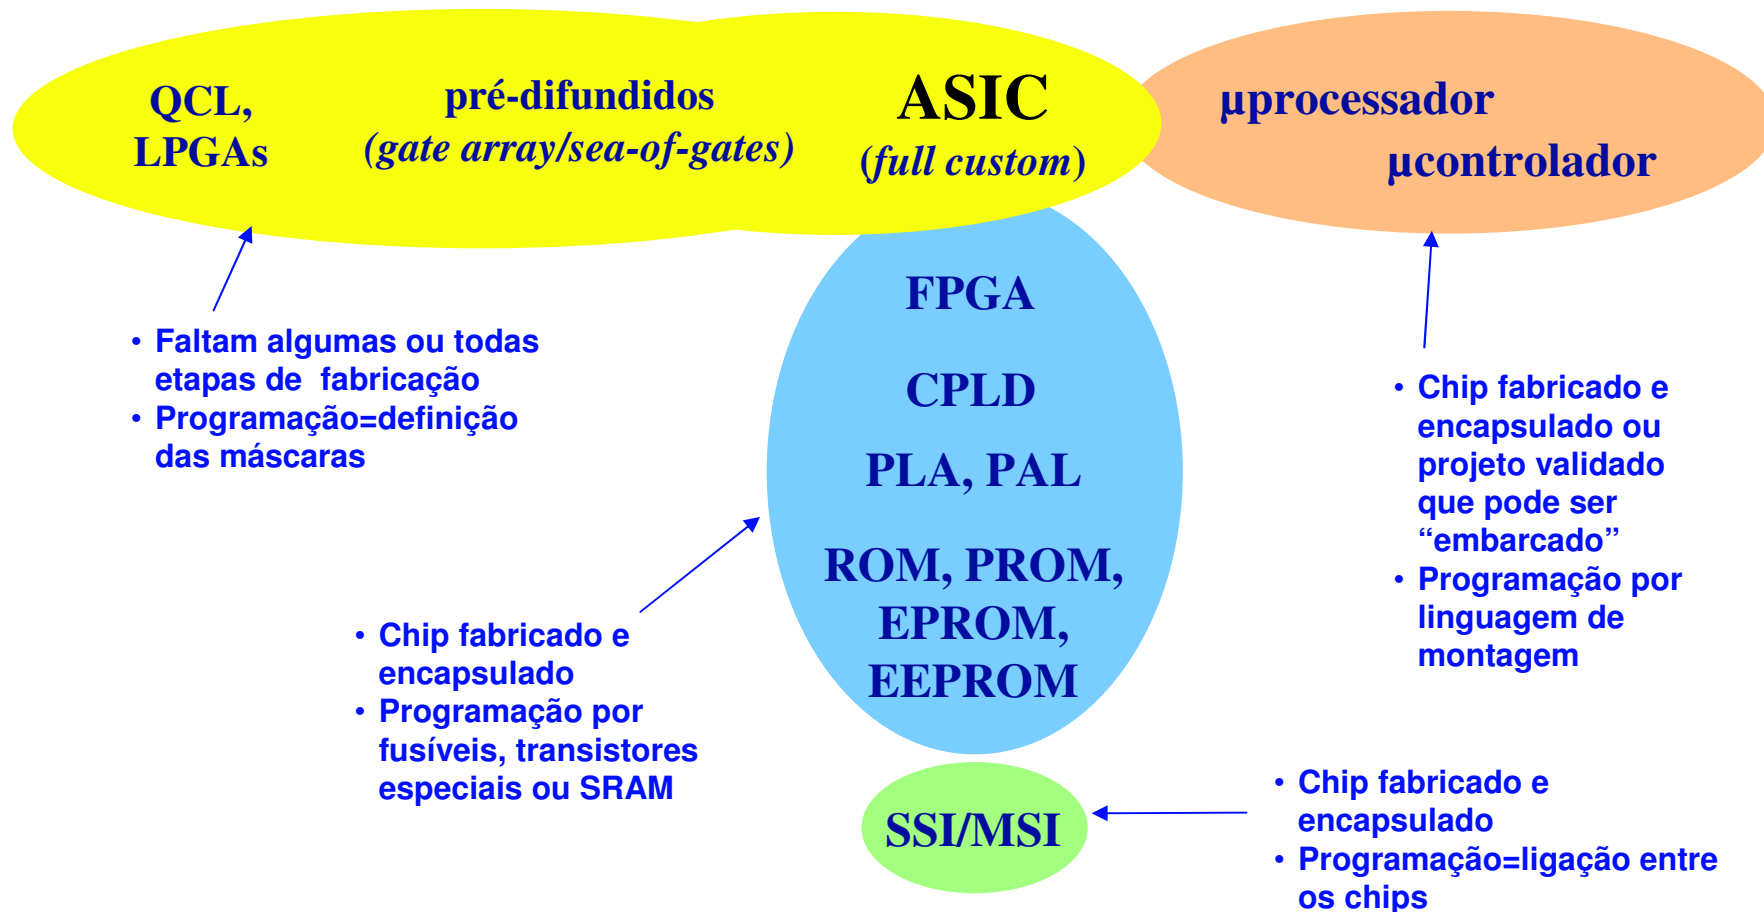 QCL,
LPGAs
pré-difundidos
(gate array/sea-of-gates)
ASIC
(full custom)
µprocessador
µcontrolador
• Faltam algumas ou todas
etapas de fabricação
• Programação=definição
das máscaras
FPGA
CPLD
PLA, PAL
ROM, PROM,
EPROM,
EEPROM
• Chip fabricado e
encapsulado ou
projeto validado
que pode ser
“embarcado”
• Programação por
linguagem de
montagem
• Chip fabricado e
encapsulado
• Programação por
fusíveis, transistores
especiais ou SRAM
SSI/MSI
• Chip fabricado e
encapsulado
• Programação=ligação entre
os chips